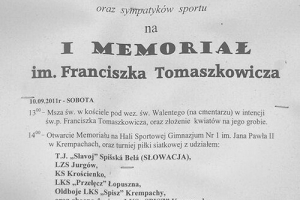 oraz sympatyków sportu
na
I MEMORIAŁ
im. Franciszka Tomaszkowicza
10.09.2011r - SOBOTA
13⁰⁰ – Msza św. w kościele pod wez. św. Walentego (na cmentarzu) w intencji
św.p. Franciszka Tomaszkowicza, oraz złożenie kwiatów na jego grobie.
14⁰⁰ – Otwarcie Memoriału na Hali Sportowej Gimnazjum Nr 1 im. Jana Pawła II
w Krempachach, oraz turniej piłki siatkowej z udziałem:
T.J. „Slavoj” Spišská Belá (SŁOWACJA),
LZS Jurgów,
KS Krościenko,
LKS „Przełęcz” Łopuszna,
Oldboje LKS „Spisz” Krempachy,